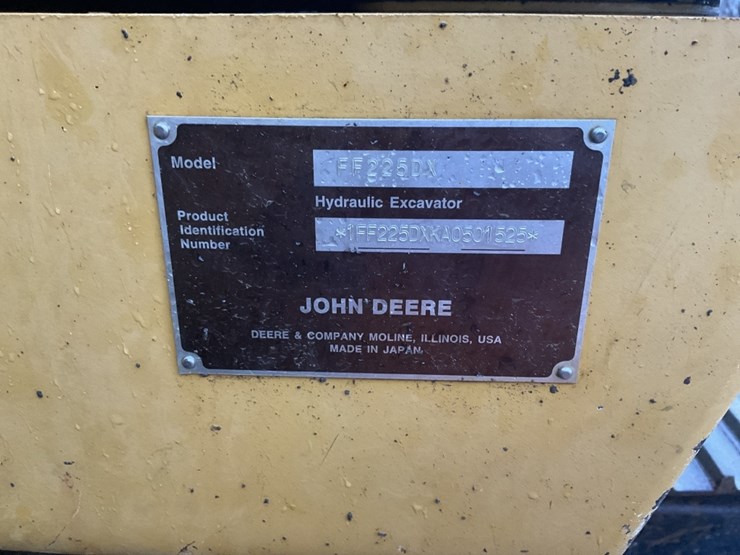 Model FF225DX
Hydraulic Excavator
Product
Identification
Number
*1FF225DXKA0501525*
JOHN DEERE
DEERE & COMPANY MOLINE, ILLINOIS, USA
MADE IN JAPAN